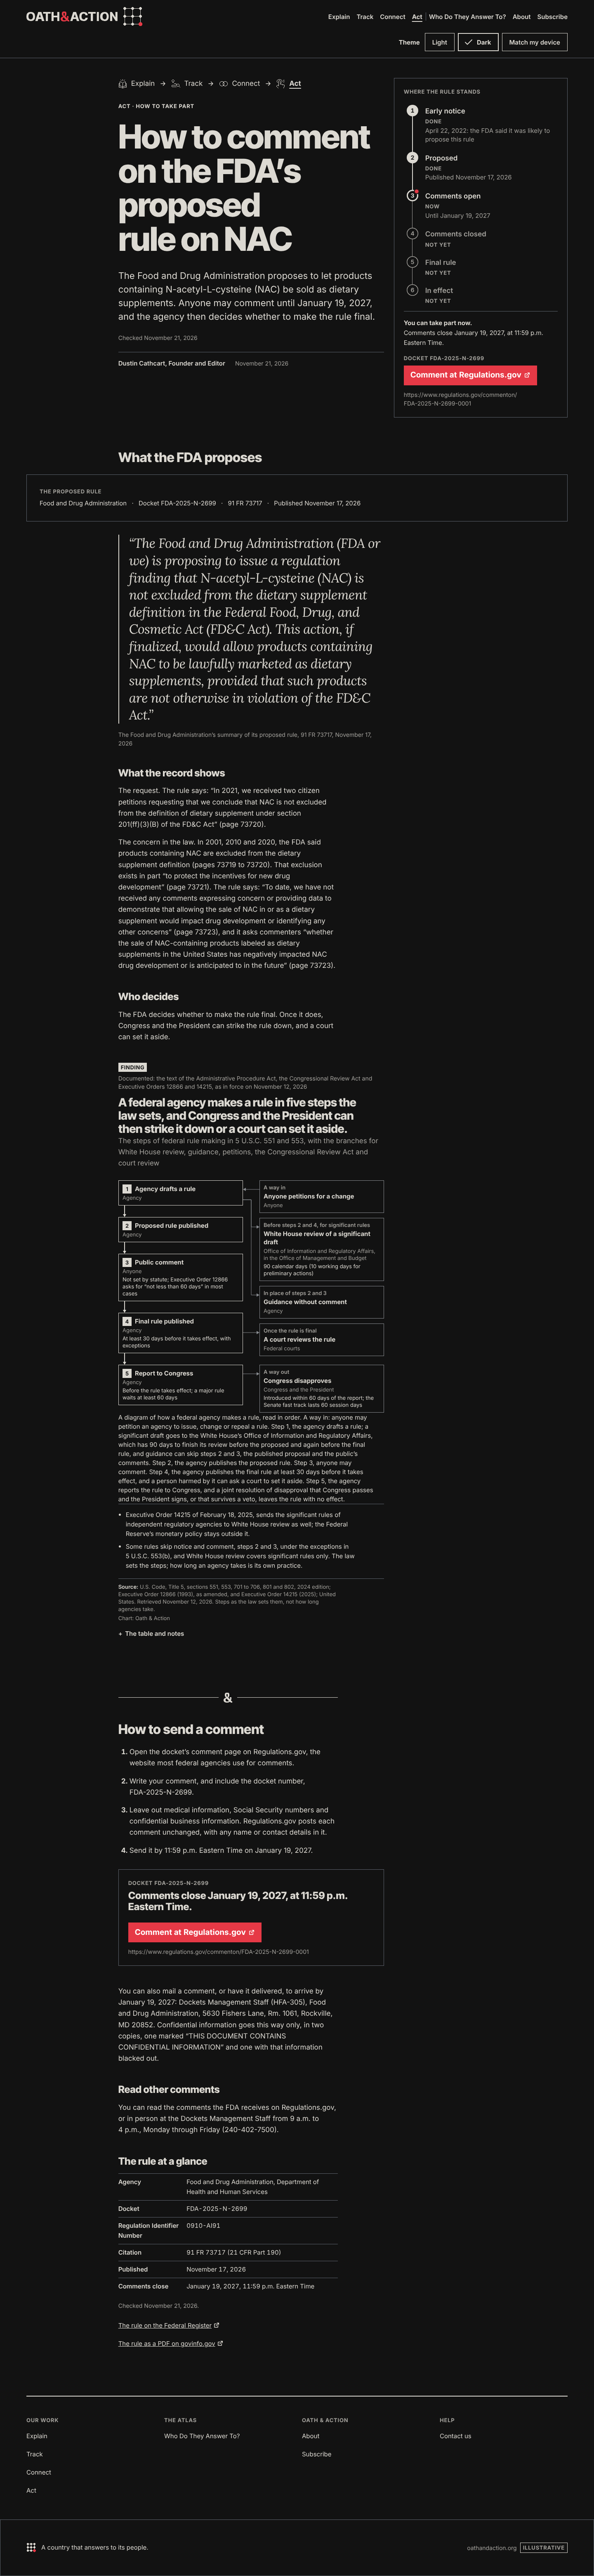 OATH&ACTION
Explain Track Connect Act Who Do They Answer To? About Subscribe
Theme Light Dark Match my device
Explain → Track → Connect → Act
ACT · HOW TO TAKE PART
How to comment
on the FDA’s
proposed
rule on NAC
The Food and Drug Administration proposes to let products
containing N-acetyl-L-cysteine (NAC) be sold as dietary
supplements. Anyone may comment until January 19, 2027,
and the agency then decides whether to make the rule final.
Checked November 21, 2026
Dustin Cathcart, Founder and Editor November 21, 2026
WHERE THE RULE STANDS
1 Early notice
DONE
April 22, 2022: the FDA said it was likely to
propose this rule
2 Proposed
DONE
Published November 17, 2026
3 Comments open
NOW
Until January 19, 2027
4 Comments closed
NOT YET
5 Final rule
NOT YET
6 In effect
NOT YET
You can take part now.
Comments close January 19, 2027, at 11:59 p.m.
Eastern Time.
DOCKET FDA-2025-N-2699
Comment at Regulations.gov
https://www.regulations.gov/commenton/
FDA-2025-N-2699-0001
What the FDA proposes
THE PROPOSED RULE
Food and Drug Administration · Docket FDA-2025-N-2699 · 91 FR 73717 · Published November 17, 2026
“The Food and Drug Administration (FDA or
we) is proposing to issue a regulation
finding that N-acetyl-L-cysteine (NAC) is
not excluded from the dietary supplement
definition in the Federal Food, Drug, and
Cosmetic Act (FD&C Act). This action, if
finalized, would allow products containing
NAC to be lawfully marketed as dietary
supplements, provided that such products
are not otherwise in violation of the FD&C
Act.”
The Food and Drug Administration’s summary of its proposed rule, 91 FR 73717, November 17,
2026
What the record shows
The request. The rule says: “In 2021, we received two citizen
petitions requesting that we conclude that NAC is not excluded
from the definition of dietary supplement under section
201(ff)(3)(B) of the FD&C Act” (page 73720).
The concern in the law. In 2001, 2010 and 2020, the FDA said
products containing NAC are excluded from the dietary
supplement definition (pages 73719 to 73720). That exclusion
exists in part “to protect the incentives for new drug
development” (page 73721). The rule says: “To date, we have not
received any comments expressing concern or providing data to
demonstrate that allowing the sale of NAC in or as a dietary
supplement would impact drug development or identifying any
other concerns” (page 73723), and it asks commenters “whether
the sale of NAC-containing products labeled as dietary
supplements in the United States has negatively impacted NAC
drug development or is anticipated to in the future” (page 73723).
Who decides
The FDA decides whether to make the rule final. Once it does,
Congress and the President can strike the rule down, and a court
can set it aside.
FINDING
Documented: the text of the Administrative Procedure Act, the Congressional Review Act and
Executive Orders 12866 and 14215, as in force on November 12, 2026
A federal agency makes a rule in five steps the
law sets, and Congress and the President can
then strike it down or a court can set it aside.
The steps of federal rule making in 5 U.S.C. 551 and 553, with the branches for
White House review, guidance, petitions, the Congressional Review Act and
court review
1 Agency drafts a rule
Agency
2 Proposed rule published
Agency
3 Public comment
Anyone
Not set by statute; Executive Order 12866
asks for “not less than 60 days” in most
cases
4 Final rule published
Agency
At least 30 days before it takes effect, with
exceptions
5 Report to Congress
Agency
Before the rule takes effect; a major rule
waits at least 60 days
A way in
Anyone petitions for a change
Anyone
Before steps 2 and 4, for significant rules
White House review of a significant
draft
Office of Information and Regulatory Affairs,
in the Office of Management and Budget
90 calendar days (10 working days for
preliminary actions)
In place of steps 2 and 3
Guidance without comment
Agency
Once the rule is final
A court reviews the rule
Federal courts
A way out
Congress disapproves
Congress and the President
Introduced within 60 days of the report; the
Senate fast track lasts 60 session days
A diagram of how a federal agency makes a rule, read in order. A way in: anyone may
petition an agency to issue, change or repeal a rule. Step 1, the agency drafts a rule; a
significant draft goes to the White House’s Office of Information and Regulatory Affairs,
which has 90 days to finish its review before the proposed and again before the final
rule, and guidance can skip steps 2 and 3, the published proposal and the public’s
comments. Step 2, the agency publishes the proposed rule. Step 3, anyone may
comment. Step 4, the agency publishes the final rule at least 30 days before it takes
effect, and a person harmed by it can ask a court to set it aside. Step 5, the agency
reports the rule to Congress, and a joint resolution of disapproval that Congress passes
and the President signs, or that survives a veto, leaves the rule with no effect.
• Executive Order 14215 of February 18, 2025, sends the significant rules of
independent regulatory agencies to White House review as well; the Federal
Reserve’s monetary policy stays outside it.
• Some rules skip notice and comment, steps 2 and 3, under the exceptions in
5 U.S.C. 553(b), and White House review covers significant rules only. The law
sets the steps; how long an agency takes is its own practice.
Source: U.S. Code, Title 5, sections 551, 553, 701 to 706, 801 and 802, 2024 edition;
Executive Order 12866 (1993), as amended, and Executive Order 14215 (2025); United
States. Retrieved November 12, 2026. Steps as the law sets them, not how long
agencies take.
Chart: Oath & Action
+ The table and notes
&
How to send a comment
1. Open the docket’s comment page on Regulations.gov, the
website most federal agencies use for comments.
2. Write your comment, and include the docket number,
FDA-2025-N-2699.
3. Leave out medical information, Social Security numbers and
confidential business information. Regulations.gov posts each
comment unchanged, with any name or contact details in it.
4. Send it by 11:59 p.m. Eastern Time on January 19, 2027.
DOCKET FDA-2025-N-2699
Comments close January 19, 2027, at 11:59 p.m.
Eastern Time.
Comment at Regulations.gov
https://www.regulations.gov/commenton/FDA-2025-N-2699-0001
You can also mail a comment, or have it delivered, to arrive by
January 19, 2027: Dockets Management Staff (HFA-305), Food
and Drug Administration, 5630 Fishers Lane, Rm. 1061, Rockville,
MD 20852. Confidential information goes this way only, in two
copies, one marked “THIS DOCUMENT CONTAINS
CONFIDENTIAL INFORMATION” and one with that information
blacked out.
Read other comments
You can read the comments the FDA receives on Regulations.gov,
or in person at the Dockets Management Staff from 9 a.m. to
4 p.m., Monday through Friday (240-402-7500).
The rule at a glance
Agency Food and Drug Administration, Department of
Health and Human Services
Docket FDA-2025-N-2699
Regulation Identifier
Number 0910-AI91
Citation 91 FR 73717 (21 CFR Part 190)
Published November 17, 2026
Comments close January 19, 2027, 11:59 p.m. Eastern Time
Checked November 21, 2026.
The rule on the Federal Register
The rule as a PDF on govinfo.gov
OUR WORK
Explain
Track
Connect
Act
THE ATLAS
Who Do They Answer To?
OATH & ACTION
About
Subscribe
HELP
Contact us
A country that answers to its people.
oathandaction.org ILLUSTRATIVE